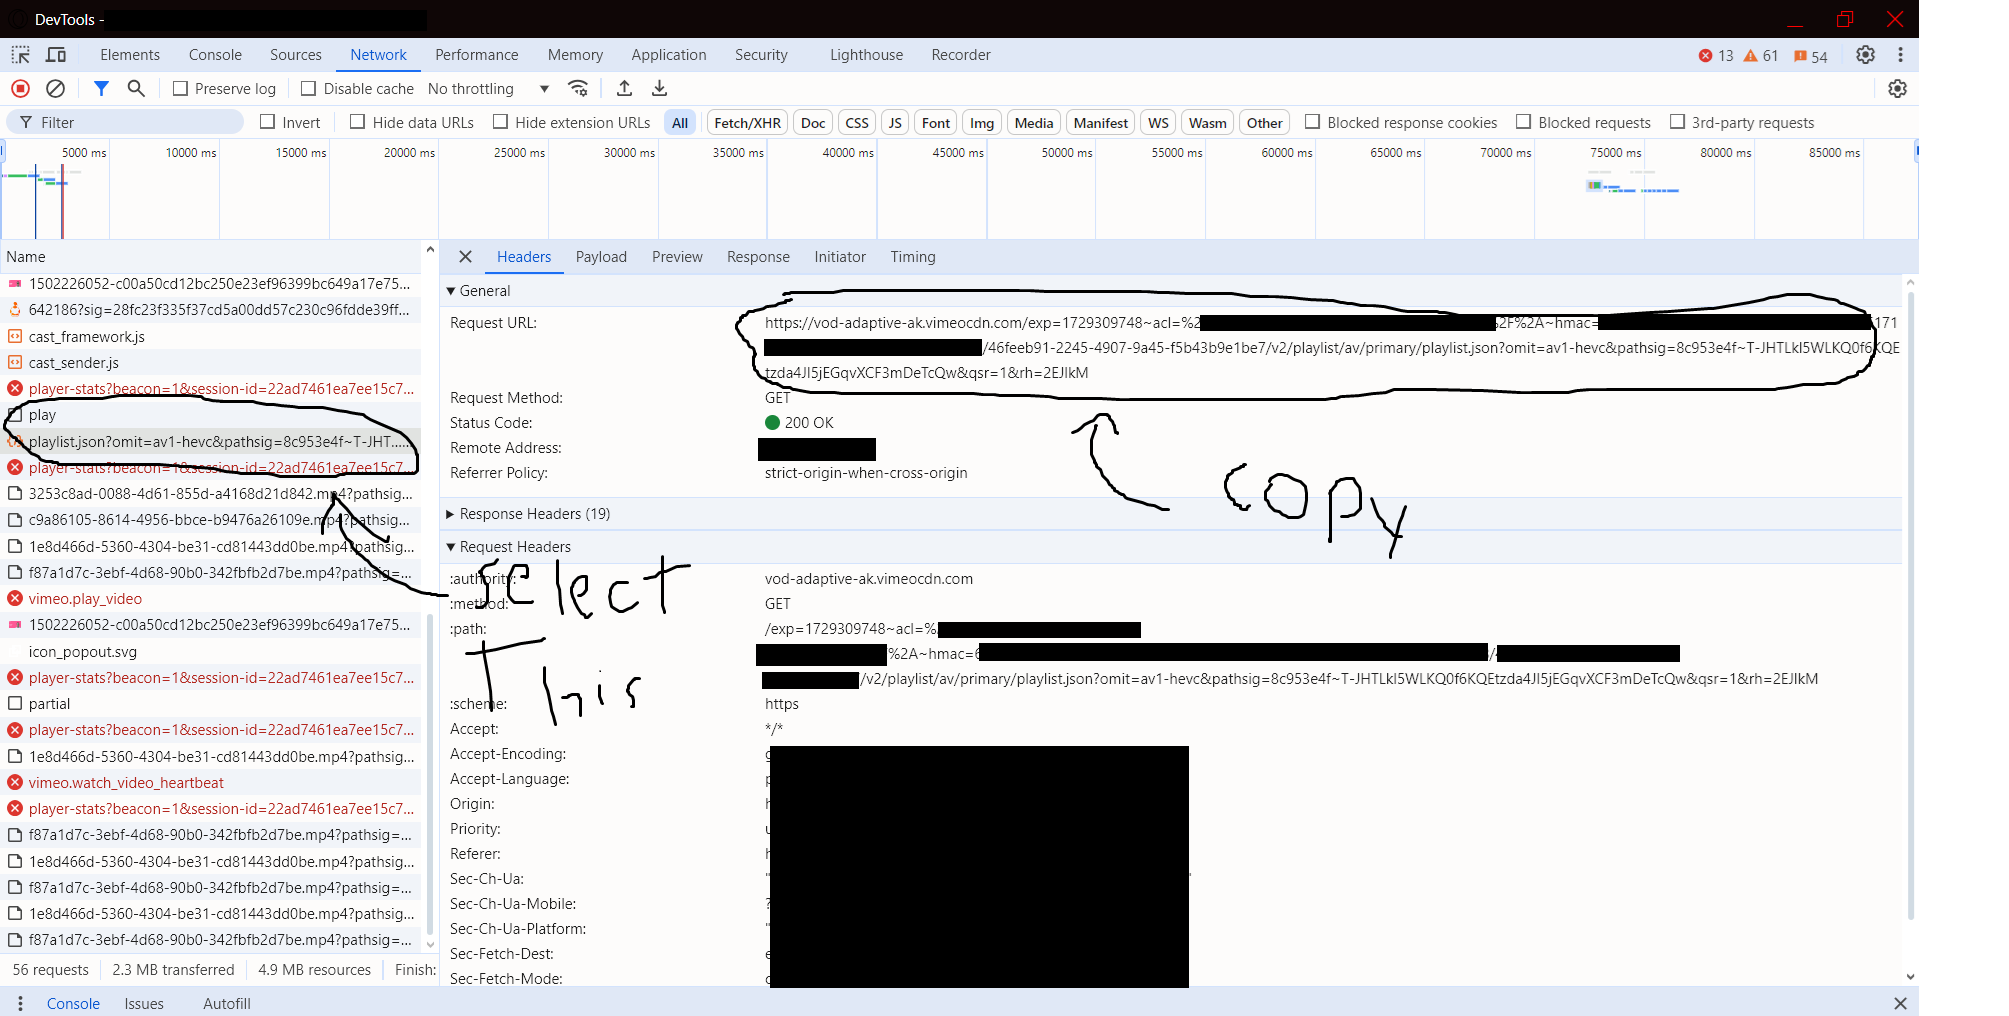 DevTools -
Elements Console Sources Network Performance Memory Application Security Lighthouse Recorder 13 61 54
Preserve log Disable cache No throttling
Filter Invert Hide data URLs Hide extension URLs All Fetch/XHR Doc CSS JS Font Img Media Manifest WS Wasm Other Blocked response cookies Blocked requests 3rd-party requests
5000 ms 10000 ms 15000 ms 20000 ms 25000 ms 30000 ms 35000 ms 40000 ms 45000 ms 50000 ms 55000 ms 60000 ms 65000 ms 70000 ms 75000 ms 80000 ms 85000 ms
Name
1502226052-c00a50cd12bc250e23ef96399bc649a17e75...
642186?sig=28fc23f335f37cd5a00dd57c230c96fdde39ff...
cast_framework.js
cast_sender.js
player-stats?beacon=1&session-id=22ad7461ea7ee15c7...
play
playlist.json?omit=av1-hevc&pathsig=8c953e4f~T-JHT...
player-stats?beacon=1&session-id=22ad7461ea7ee15c7...
3253c8ad-0088-4d61-855d-a4168d21d842.mp4?pathsig...
c9a86105-8614-4956-bbce-b9476a26109e.mp4?pathsig...
1e8d466d-5360-4304-be31-cd81443dd0be.mp4?pathsig...
f87a1d7c-3ebf-4d68-90b0-342fbfb2d7be.mp4?pathsig=...
vimeo.play_video
1502226052-c00a50cd12bc250e23ef96399bc649a17e75...
icon_popout.svg
player-stats?beacon=1&session-id=22ad7461ea7ee15c7...
partial
player-stats?beacon=1&session-id=22ad7461ea7ee15c7...
1e8d466d-5360-4304-be31-cd81443dd0be.mp4?pathsig...
vimeo.watch_video_heartbeat
player-stats?beacon=1&session-id=22ad7461ea7ee15c7...
f87a1d7c-3ebf-4d68-90b0-342fbfb2d7be.mp4?pathsig=...
1e8d466d-5360-4304-be31-cd81443dd0be.mp4?pathsig...
f87a1d7c-3ebf-4d68-90b0-342fbfb2d7be.mp4?pathsig=...
1e8d466d-5360-4304-be31-cd81443dd0be.mp4?pathsig...
f87a1d7c-3ebf-4d68-90b0-342fbfb2d7be.mp4?pathsig=...
56 requests 2.3 MB transferred 4.9 MB resources Finish:
Headers Payload Preview Response Initiator Timing
General
Request URL: https://vod-adaptive-ak.vimeocdn.com/exp=1729309748~acl=%2 2F%2A~hmac= 171
/46feeb91-2245-4907-9a45-f5b43b9e1be7/v2/playlist/av/primary/playlist.json?omit=av1-hevc&pathsig=8c953e4f~T-JHTLkI5WLKQ0f6KQE
tzda4JI5jEGqvXCF3mDeTcQw&qsr=1&rh=2EJlkM
Request Method: GET
Status Code: 200 OK
Remote Address:
Referrer Policy: strict-origin-when-cross-origin
copy
Response Headers (19)
Request Headers
select
This
:authority: vod-adaptive-ak.vimeocdn.com
:method: GET
:path: /exp=1729309748~acl=%
%2A~hmac=6 /
/v2/playlist/av/primary/playlist.json?omit=av1-hevc&pathsig=8c953e4f~T-JHTLkI5WLKQ0f6KQEtzda4JI5jEGqvXCF3mDeTcQw&qsr=1&rh=2EJlkM
:scheme: https
Accept: */*
Accept-Encoding:
Accept-Language:
Origin:
Priority:
Referer:
Sec-Ch-Ua:
Sec-Ch-Ua-Mobile: ?
Sec-Ch-Ua-Platform: "
Sec-Fetch-Dest:
Sec-Fetch-Mode:
Console Issues Autofill